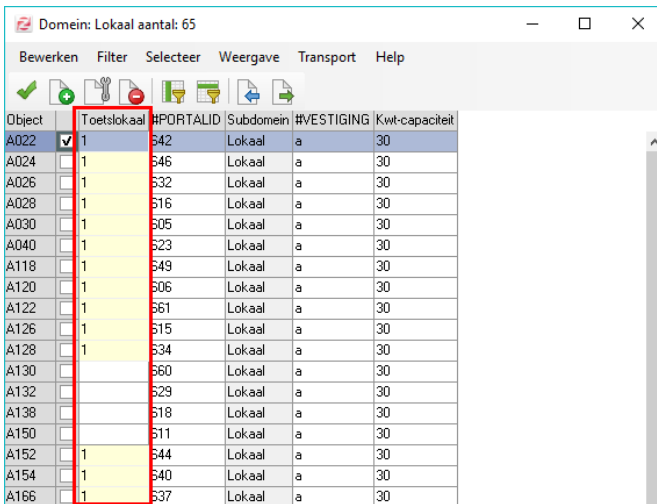 Domein: Lokaal aantal: 65
Bewerken Filter Selecteer Weergave Transport Help
Object Toetslokaal #PORTALID Subdomein #VESTIGING Kwt-capaciteit
A022 1 642 Lokaal a 30
A024 1 646 Lokaal a 30
A026 1 632 Lokaal a 30
A028 1 616 Lokaal a 30
A030 1 605 Lokaal a 30
A040 1 623 Lokaal a 30
A118 1 649 Lokaal a 30
A120 1 606 Lokaal a 30
A122 1 661 Lokaal a 30
A126 1 615 Lokaal a 30
A128 1 634 Lokaal a 30
A130 660 Lokaal a 30
A132 629 Lokaal a 30
A138 618 Lokaal a 30
A150 611 Lokaal a 30
A152 1 644 Lokaal a 30
A154 1 640 Lokaal a 30
A166 1 637 Lokaal a 30